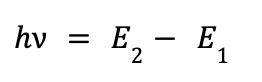 hν = E₂ − E₁